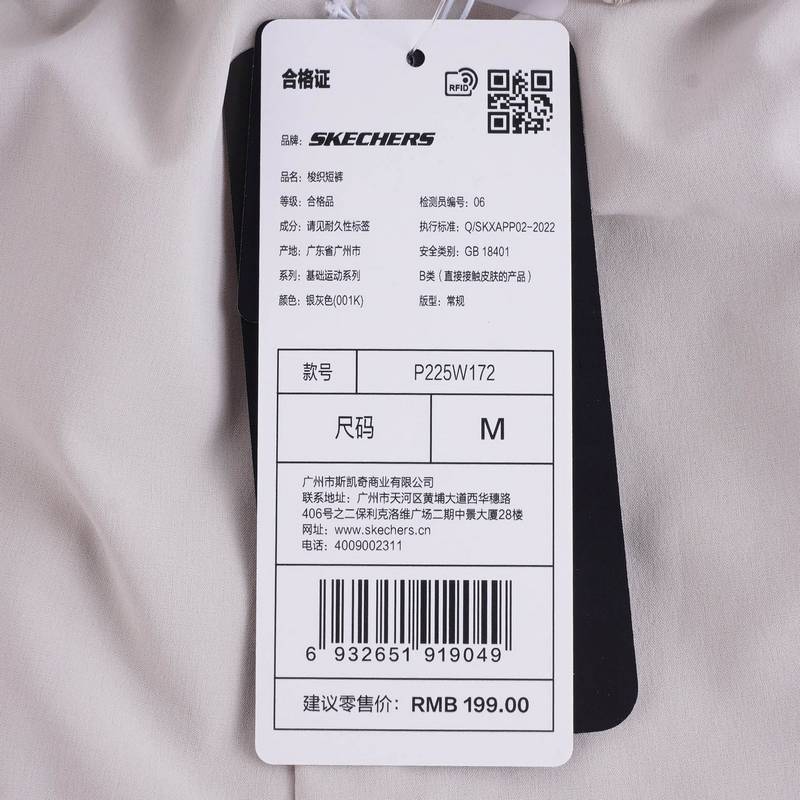 合格证
RFID
品牌: SKECHERS
品名: 梭织短裤
等级: 合格品 检测员编号: 06
成分: 请见耐久性标签 执行标准: Q/SKXAPP02-2022
产地: 广东省广州市 安全类别: GB 18401
系列: 基础运动系列 B类 (直接接触皮肤的产品)
颜色: 银灰色(001K) 版型: 常规
款号 P225W172
尺码 M
广州市斯凯奇商业有限公司
联系地址: 广州市天河区黄埔大道西华穗路
406号之二保利克洛维广场二期中景大厦28楼
网址: www.skechers.cn
电话: 4009002311
6 932651 919049
建议零售价: RMB 199.00